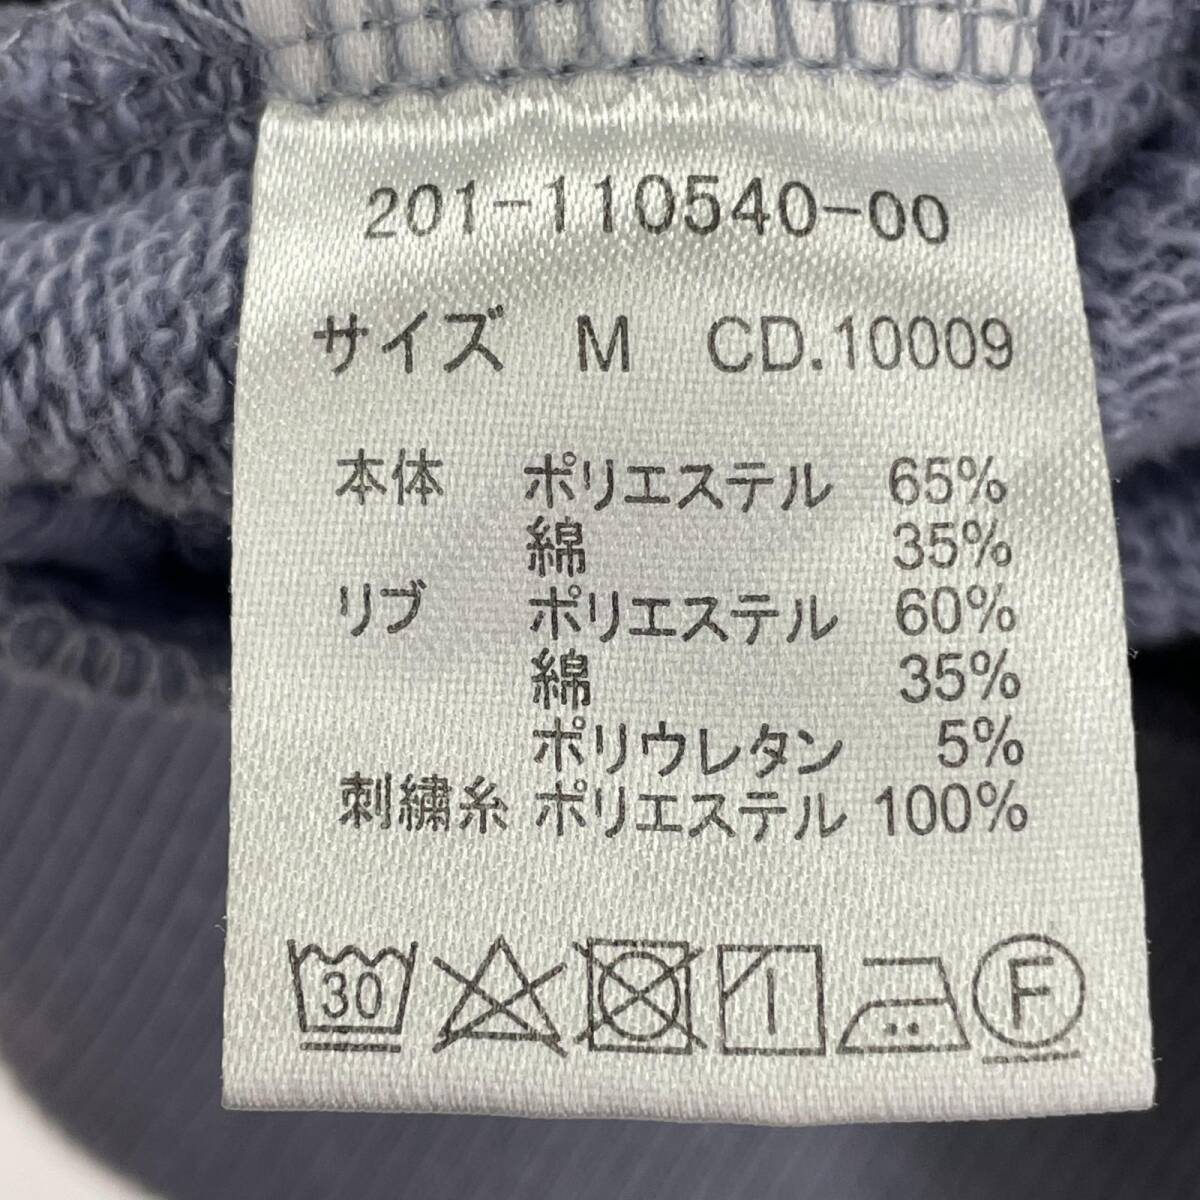 201-110540-00
サイズ M CD.10009
本体 ポリエステル 65%
綿 35%
リブ ポリエステル 60%
綿 35%
ポリウレタン 5%
刺繍糸 ポリエステル 100%
30 F